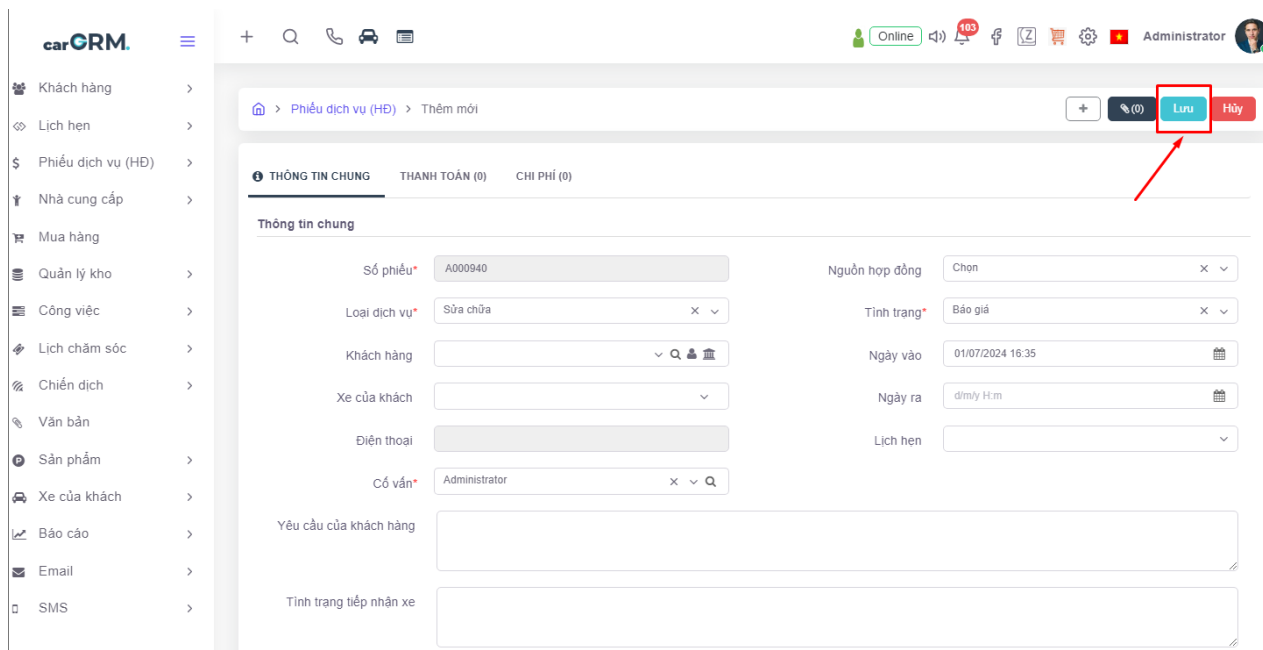 carCRM.
103
Online
Administrator
Khách hàng
Lịch hẹn
Phiếu dịch vụ (HĐ)
Nhà cung cấp
Mua hàng
Quản lý kho
Công việc
Lịch chăm sóc
Chiến dịch
Văn bản
Sản phẩm
Xe của khách
Báo cáo
Email
SMS
Phiếu dịch vụ (HĐ) > Thêm mới
+ (0) Lưu Hủy
THÔNG TIN CHUNG THANH TOÁN (0) CHI PHÍ (0)
Thông tin chung
Số phiếu* A000940 Nguồn hợp đồng Chọn
Loại dịch vụ* Sửa chữa Tình trạng* Báo giá
Khách hàng Ngày vào 01/07/2024 16:35
Xe của khách Ngày ra d/m/y H:m
Điện thoại Lịch hẹn
Cố vấn* Administrator
Yêu cầu của khách hàng
Tình trạng tiếp nhận xe